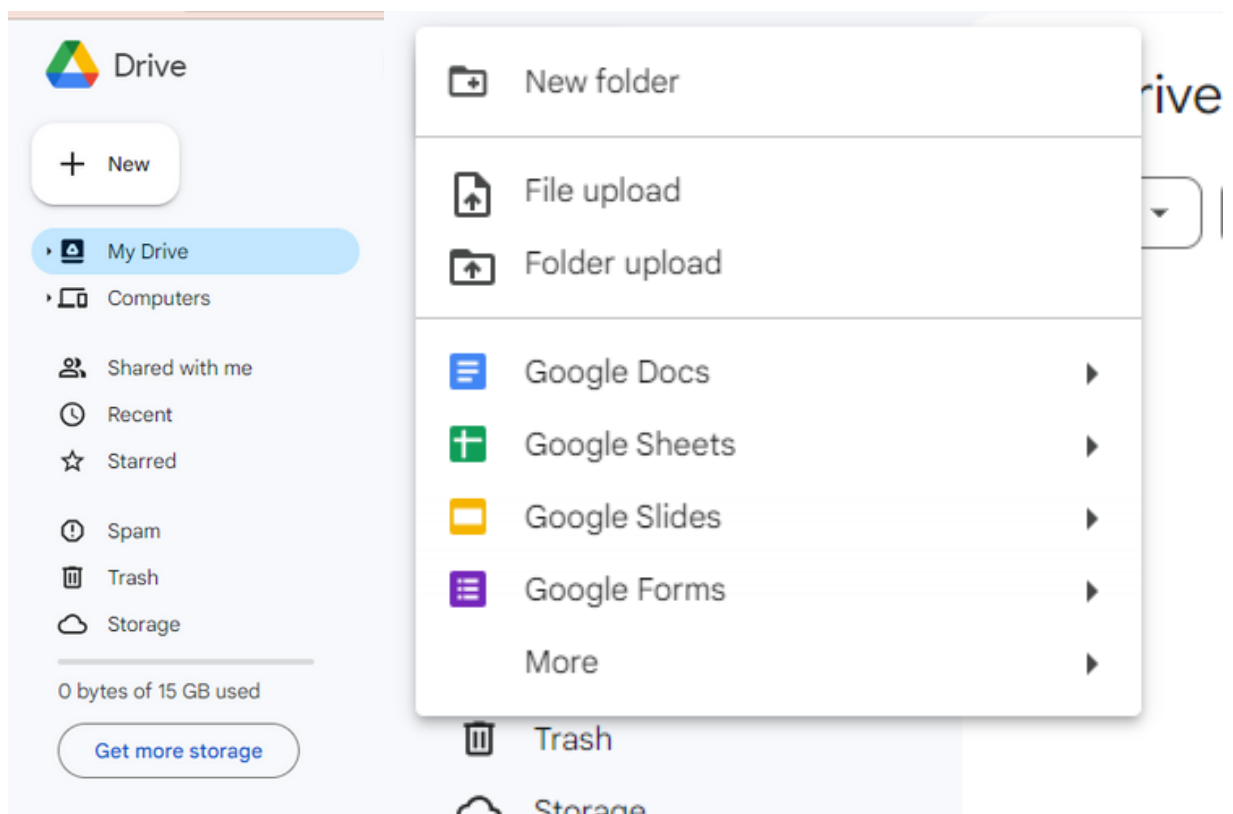 Drive
New
My Drive
Computers
Shared with me
Recent
Starred
Spam
Trash
Storage
0 bytes of 15 GB used
Get more storage
New folder
File upload
Folder upload
Google Docs
Google Sheets
Google Slides
Google Forms
More
Trash
Storage
rive